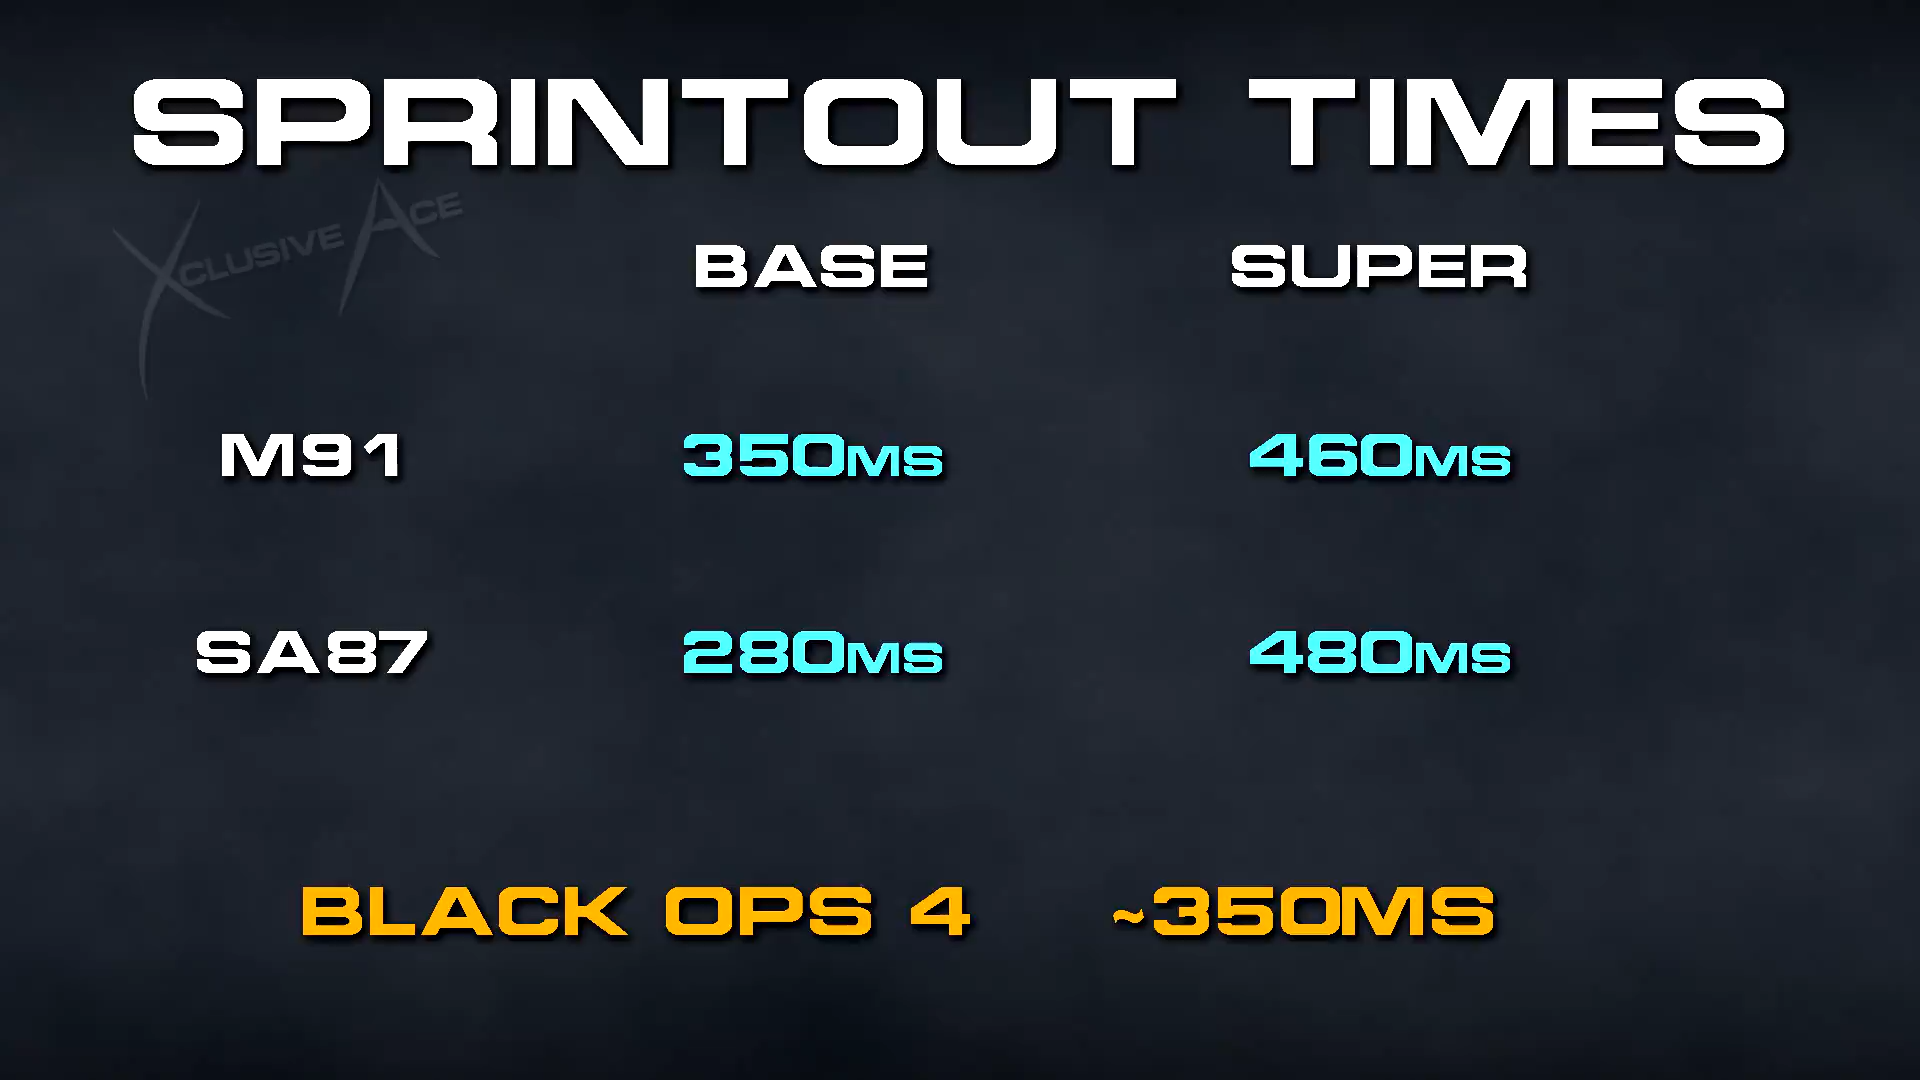 SPRINTOUT TIMES
XCLUSIVE ACE
BASE SUPER
M91 350MS 460MS
SA87 280MS 480MS
BLACK OPS 4 ~350MS